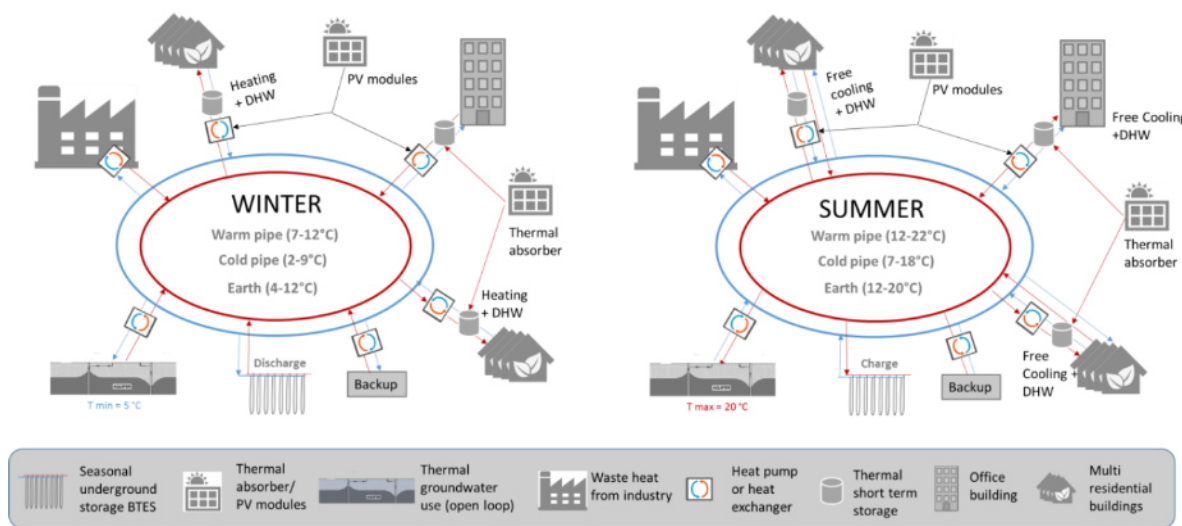 PV modules
Heating
+ DHW
WINTER
Warm pipe (7-12°C)
Cold pipe (2-9°C)
Earth (4-12°C)
Thermal
absorber
Heating
+ DHW
Discharge
Backup
T min = 5 °C
PV modules
Free
cooling
+ DHW
Free Cooling
+DHW
SUMMER
Warm pipe (12-22°C)
Cold pipe (7-18°C)
Earth (12-20°C)
Thermal
absorber
Charge
Backup
Free
Cooling +
DHW
T max = 20 °C
Seasonal
underground
storage BTES
Thermal
absorber/
PV modules
Thermal
groundwater
use (open loop)
Waste heat
from industry
Heat pump
or heat
exchanger
Thermal
short term
storage
Office
building
Multi
residential
buildings